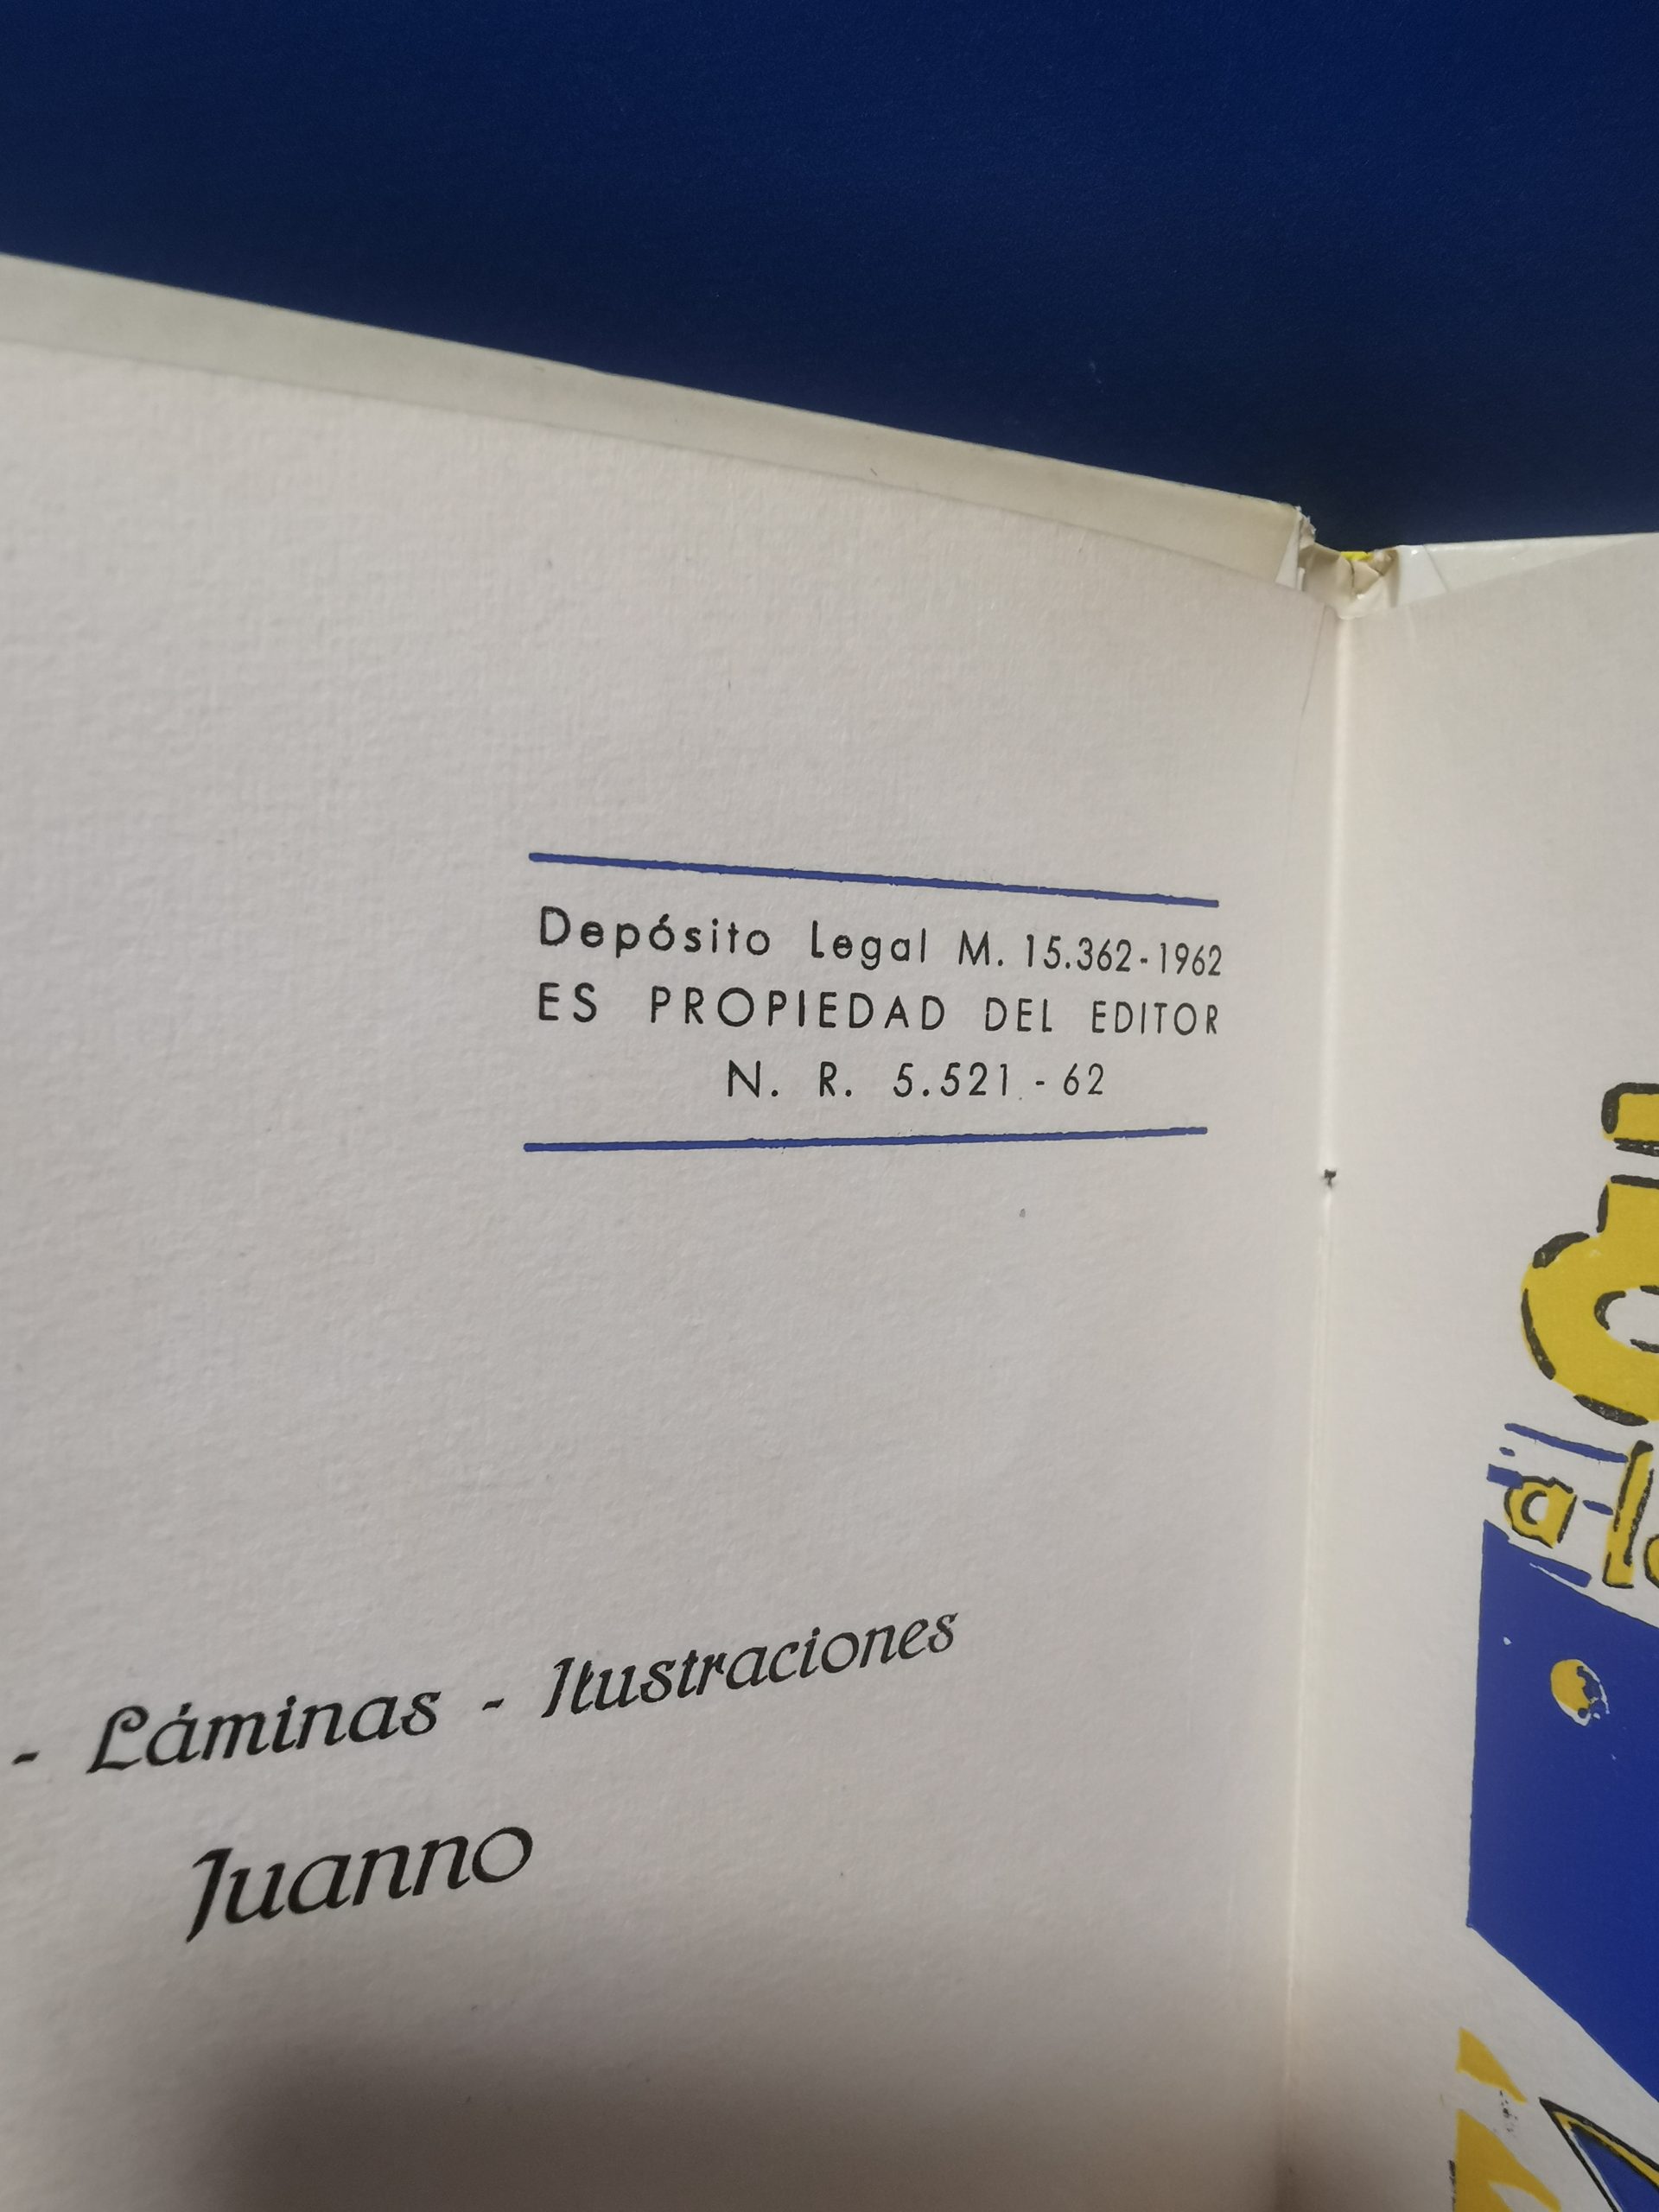 Depósito Legal M. 15.362-1962
ES PROPIEDAD DEL EDITOR
N. R. 5.521 - 62
- Láminas - Ilustraciones
Juanno
a l